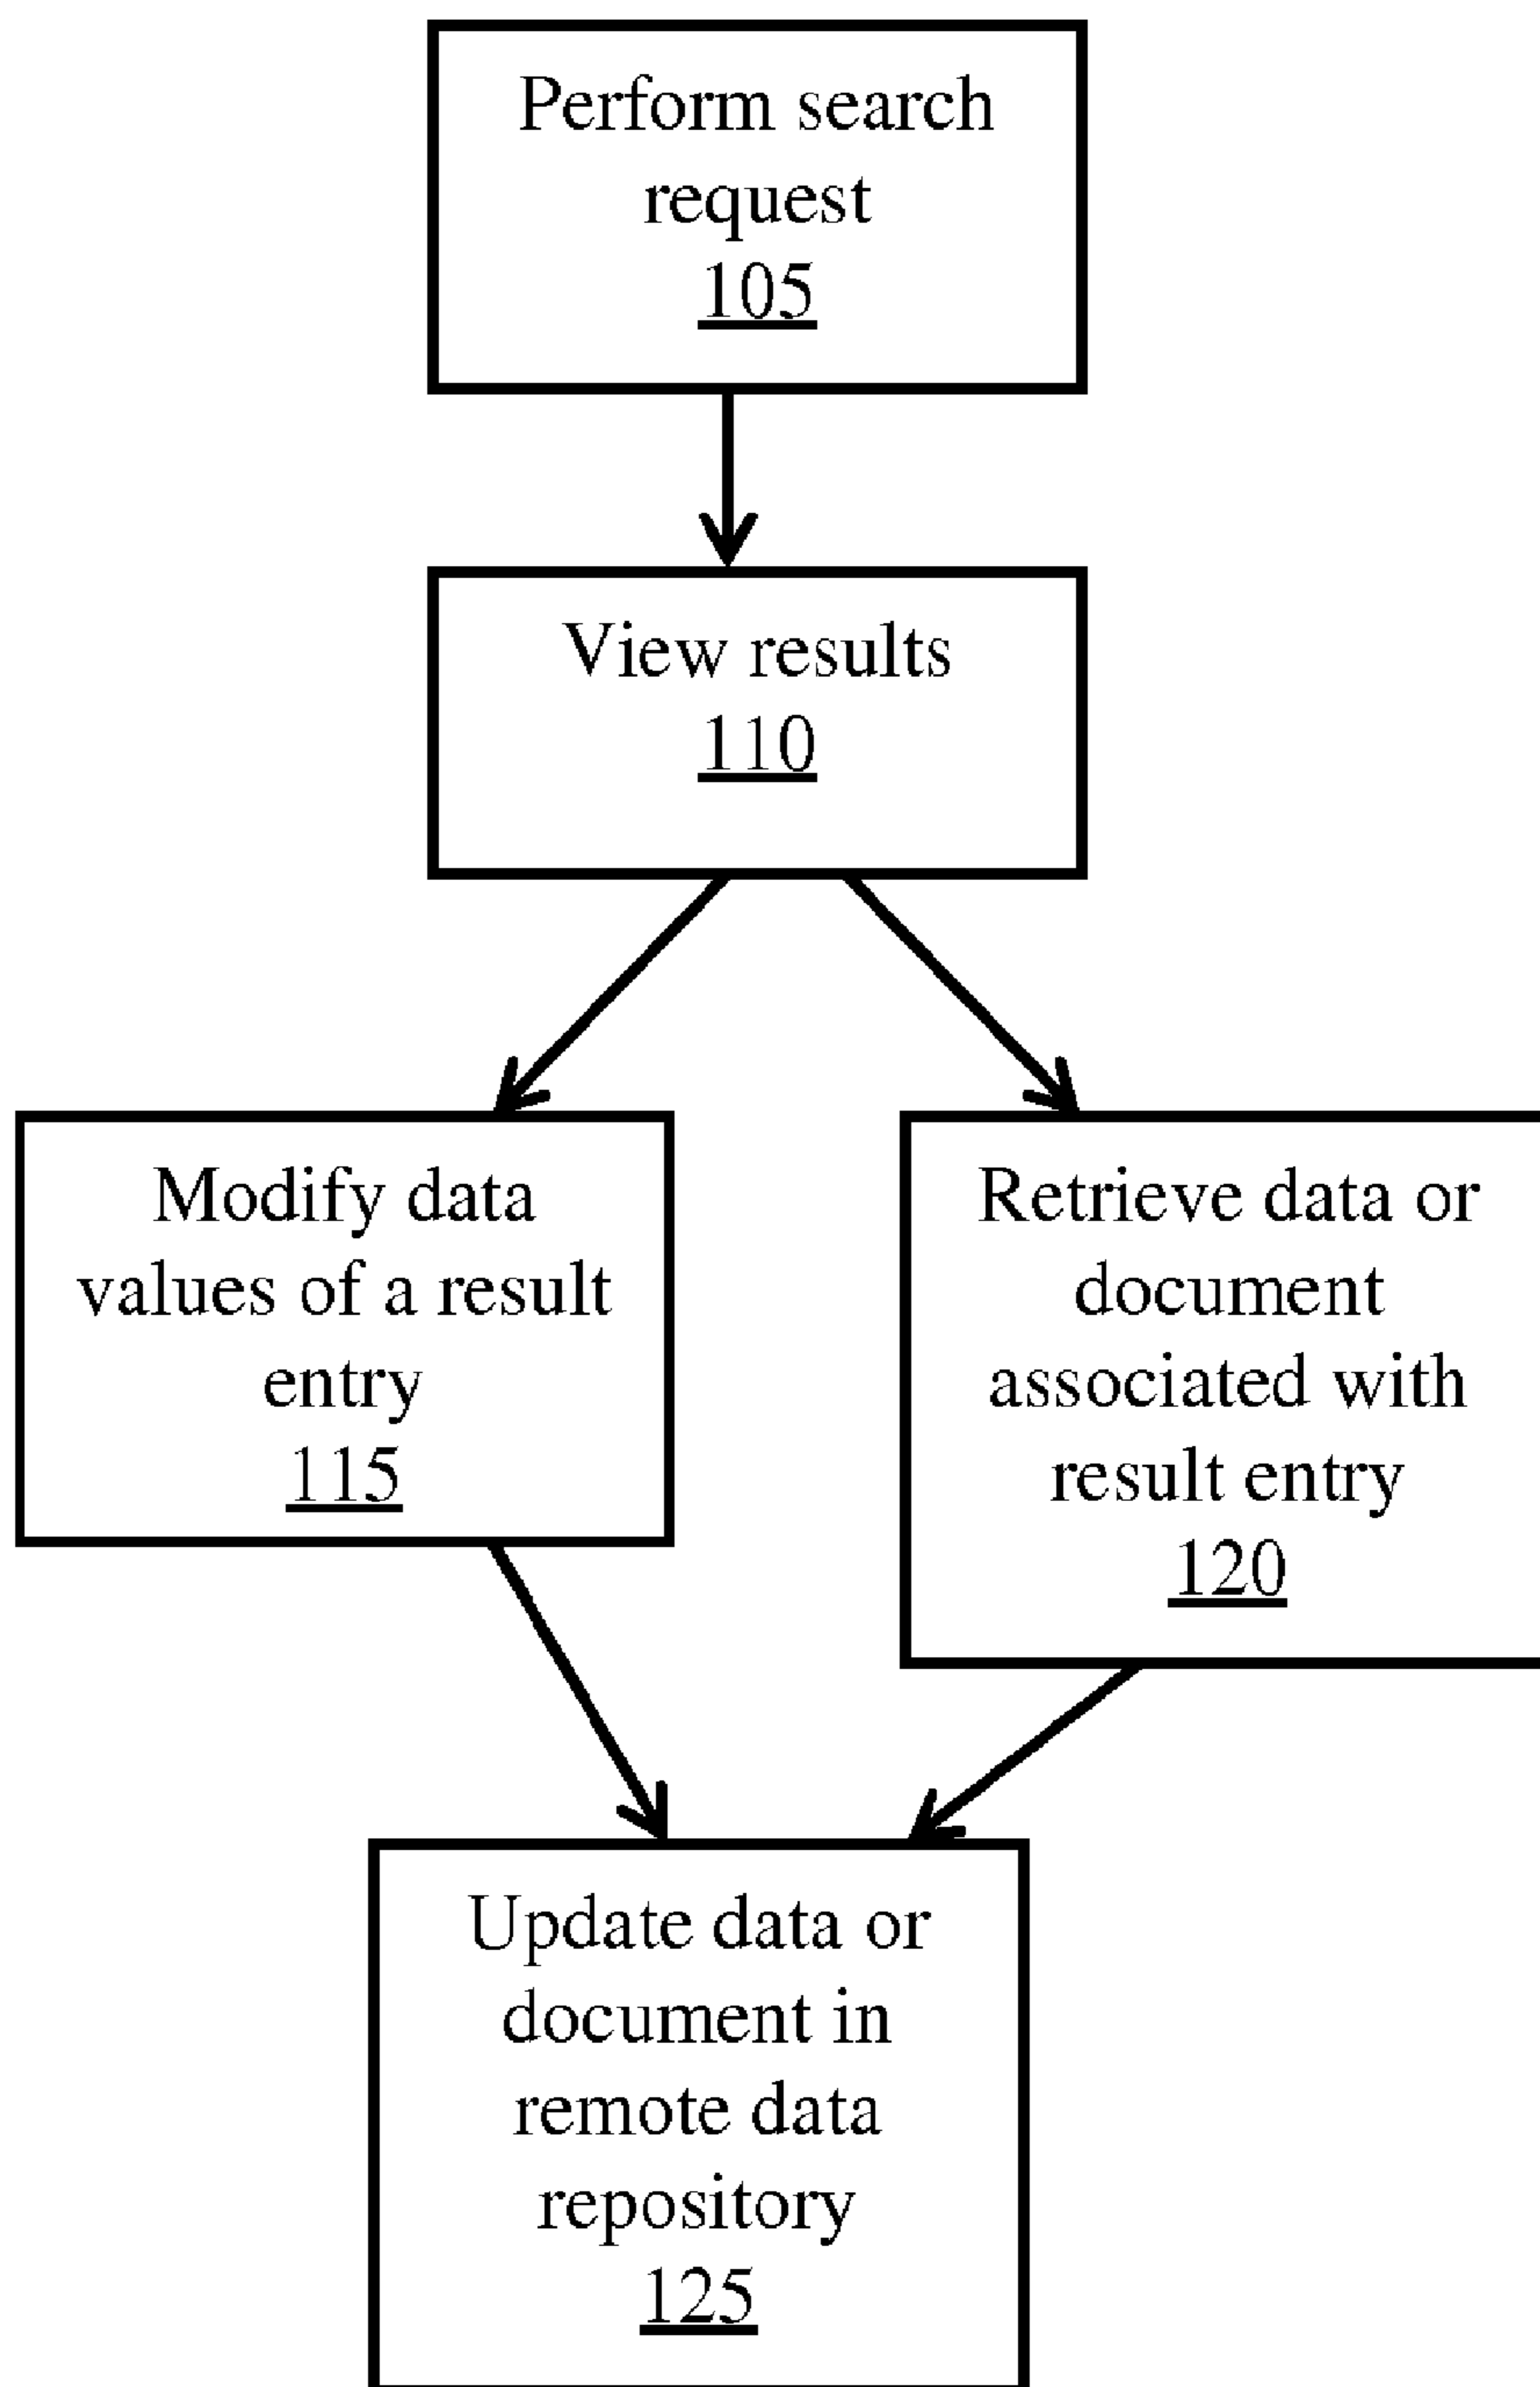 Perform search
request
105
View results
110
Modify data
values of a result
entry
115
Retrieve data or
document
associated with
result entry
120
Update data or
document in
remote data
repository
125